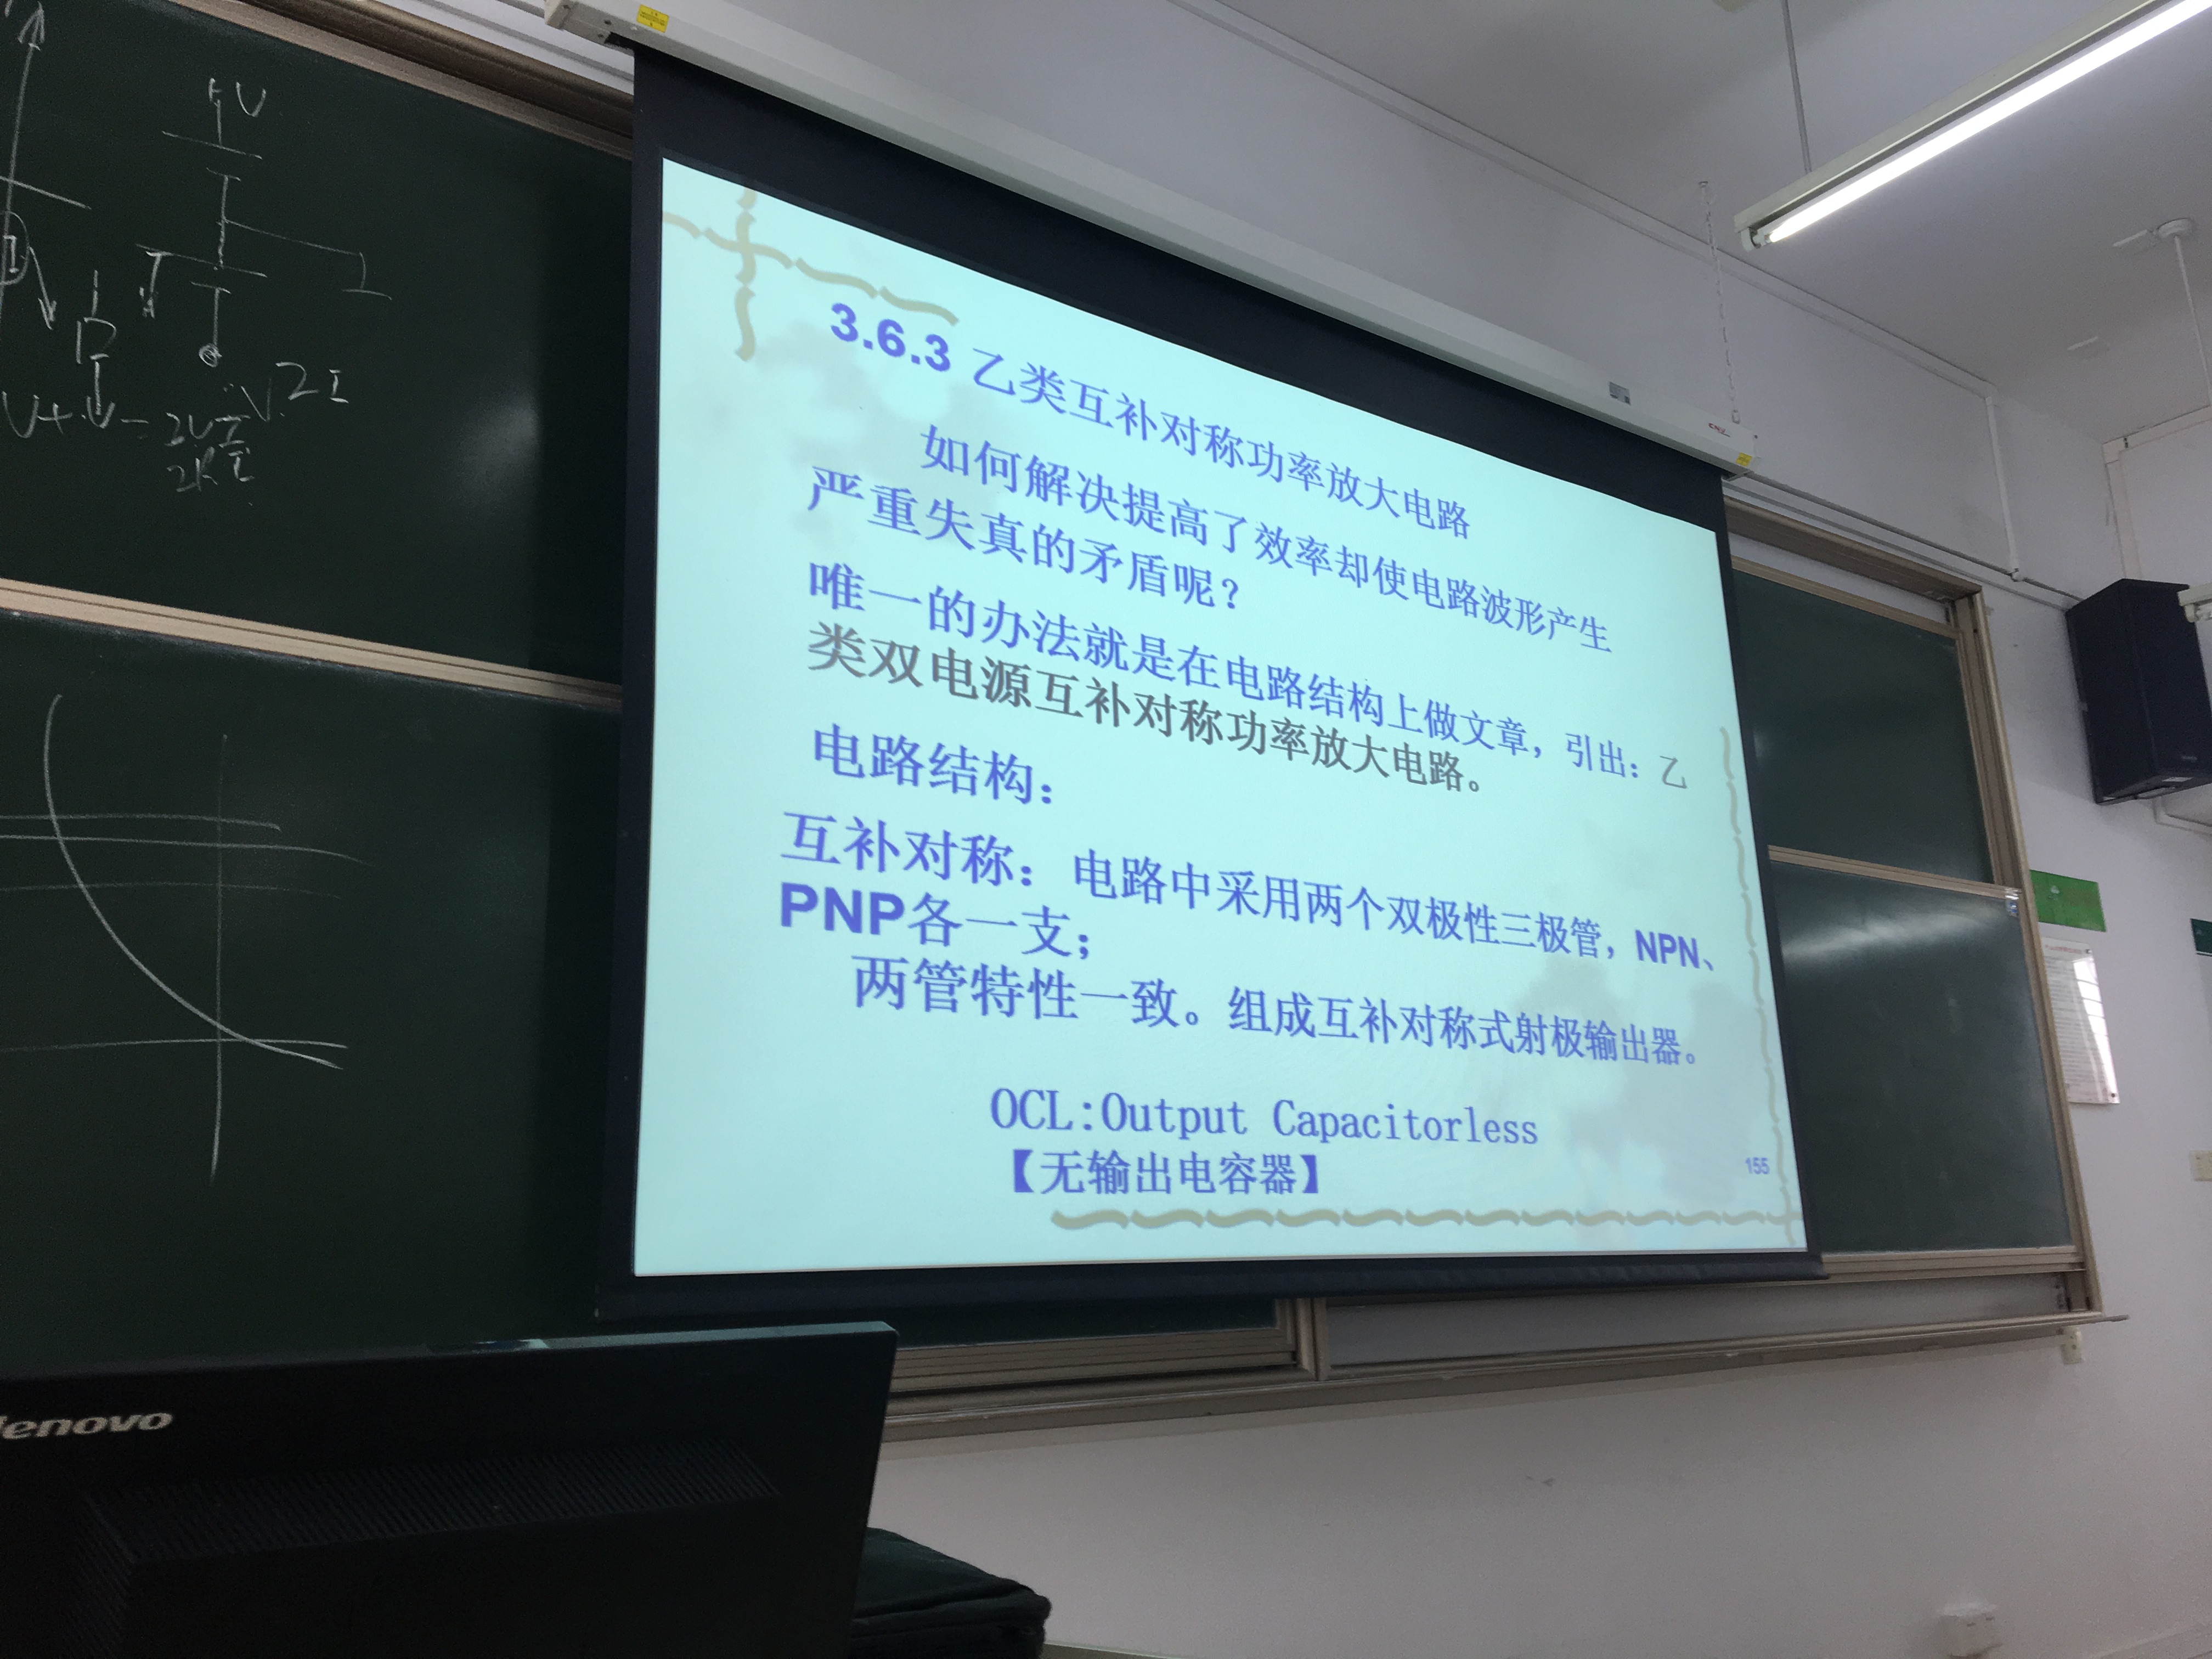 3.6.3 乙类互补对称功率放大电路
如何解决提高了效率却使电路波形产生
严重失真的矛盾呢？
唯一的办法就是在电路结构上做文章，引出：乙
类双电源互补对称功率放大电路。
电路结构：
互补对称：电路中采用两个双极性三极管，NPN、
PNP各一支；
两管特性一致。组成互补对称式射极输出器。
OCL:Output Capacitorless
【无输出电容器】
155
lenovo